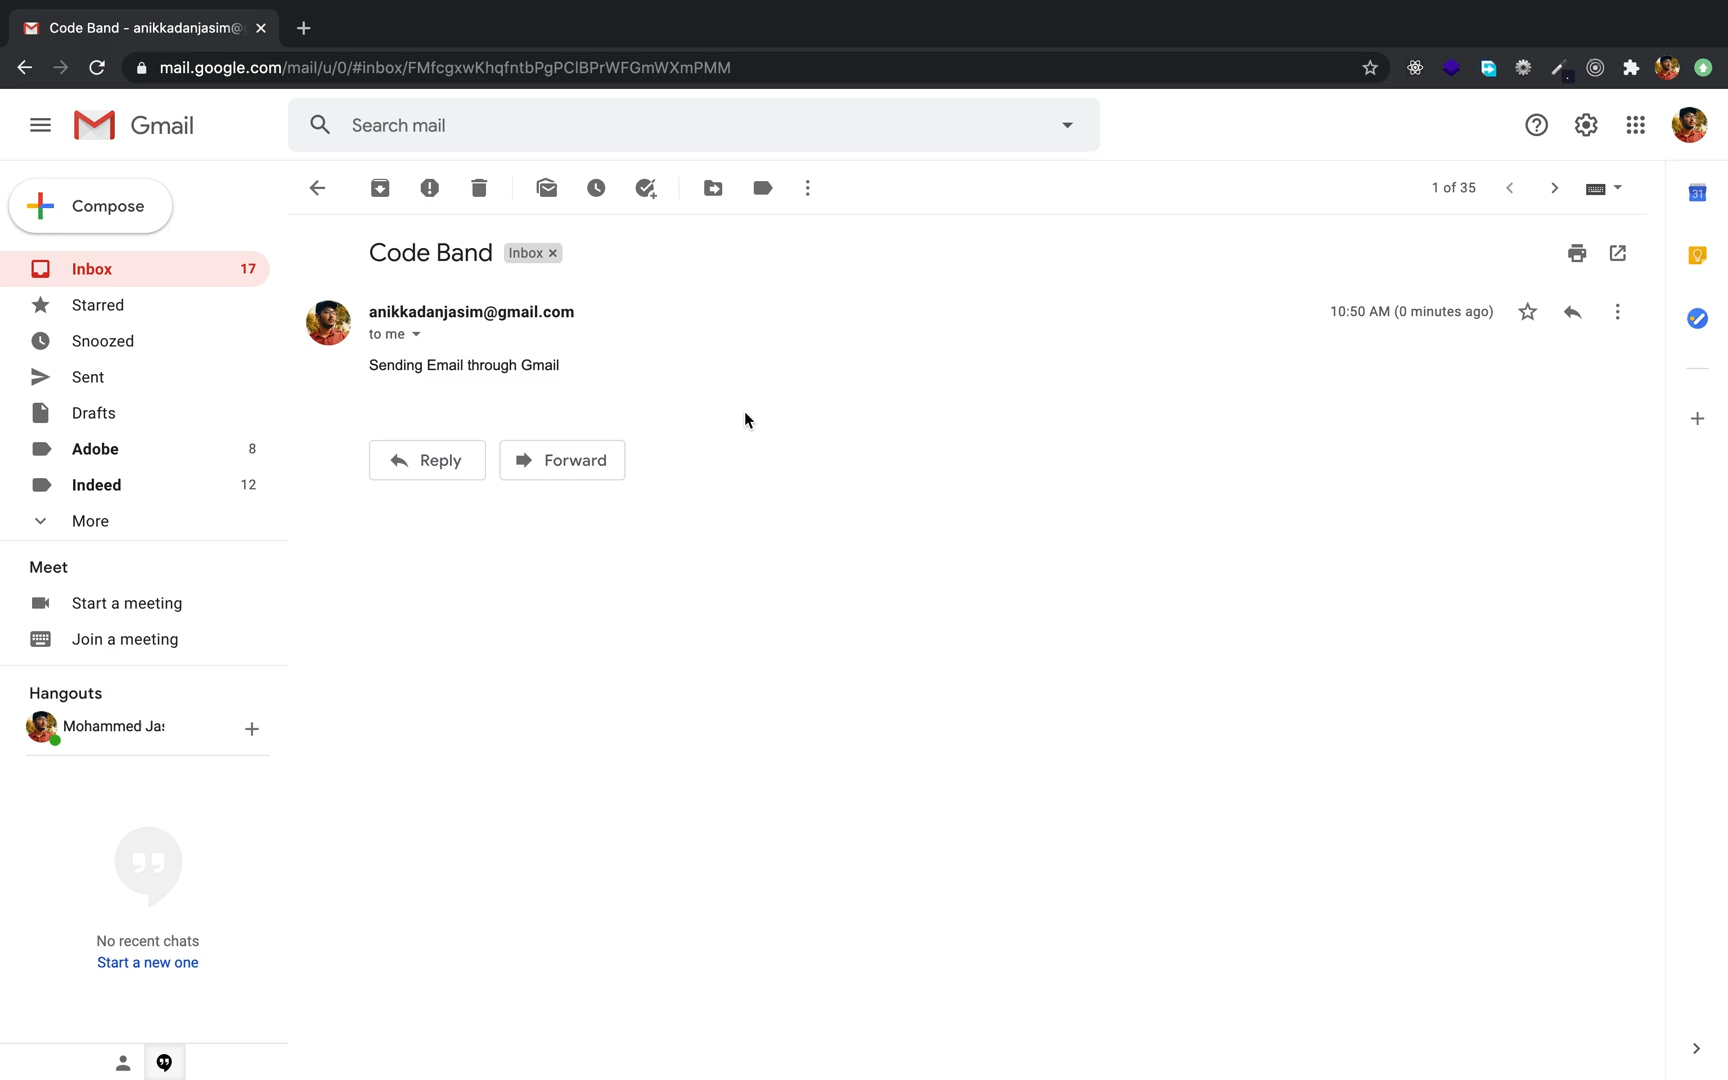 Code Band - anikkadanjasim@
mail.google.com/mail/u/0/#inbox/FMfcgxwKhqfntbPgPCIBPrWFGmWXmPMM
Gmail
Search mail
Compose
1 of 35
31
Code Band Inbox
Inbox 17
anikkadanjasim@gmail.com
10:50 AM (0 minutes ago)
to me
Sending Email through Gmail
Starred
Snoozed
Sent
Drafts
Adobe 8
Indeed 12
More
Reply Forward
Meet
Start a meeting
Join a meeting
Hangouts
Mohammed Jas
No recent chats
Start a new one